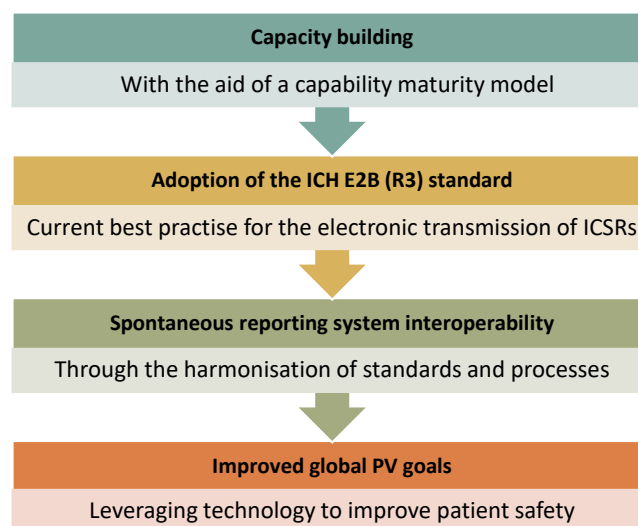 Capacity building
With the aid of a capability maturity model
Adoption of the ICH E2B (R3) standard
Current best practise for the electronic transmission of ICSRs
Spontaneous reporting system interoperability
Through the harmonisation of standards and processes
Improved global PV goals
Leveraging technology to improve patient safety